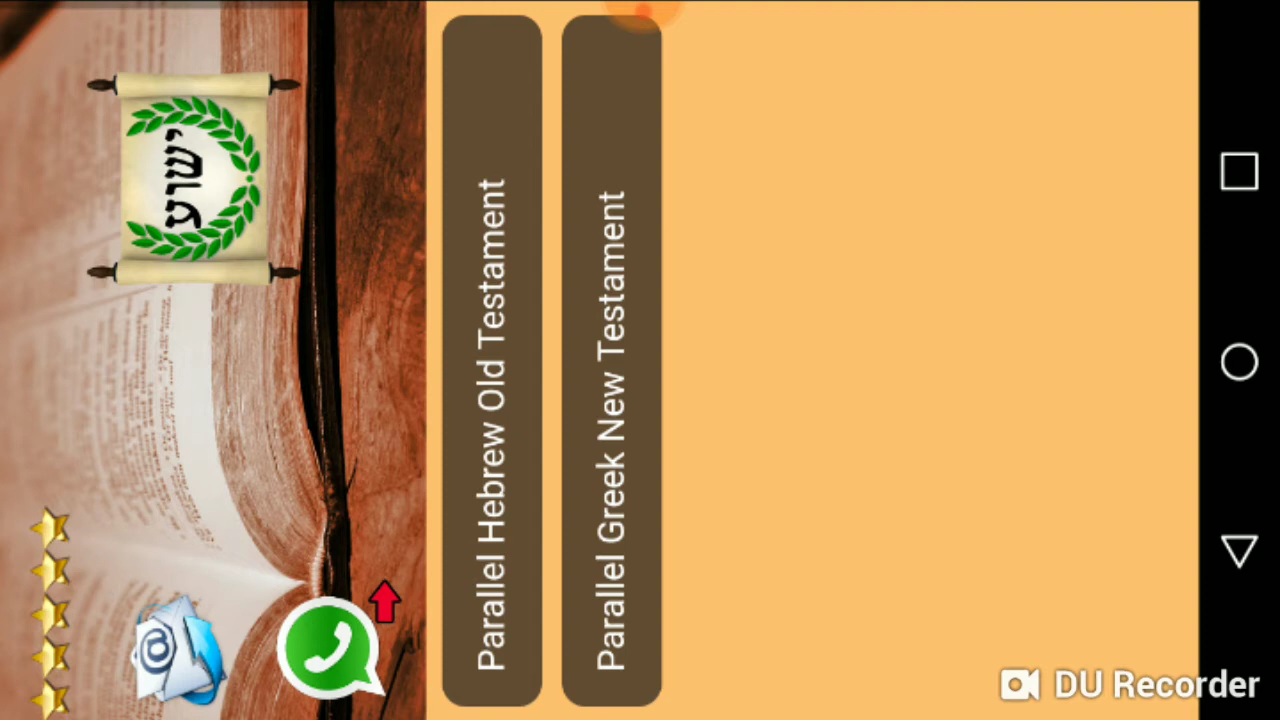 ישוע
@
Parallel Hebrew Old Testament
Parallel Greek New Testament
DU Recorder